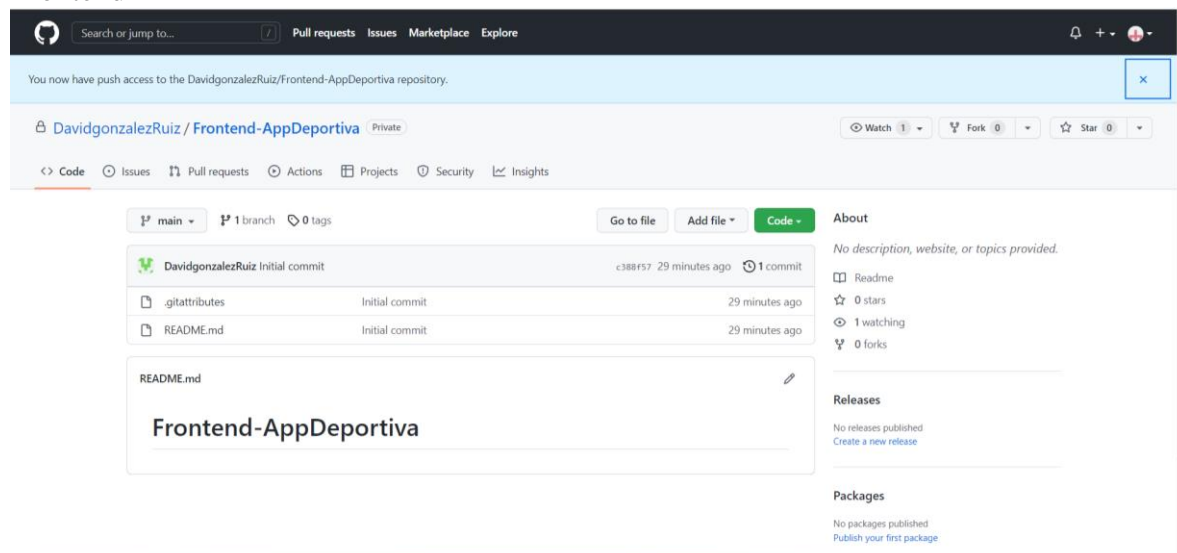 Search or jump to... /
Pull requests Issues Marketplace Explore
You now have push access to the DavidgonzalezRuiz/Frontend-AppDeportiva repository.
DavidgonzalezRuiz / Frontend-AppDeportiva Private
Watch 1 Fork 0 Star 0
<> Code Issues Pull requests Actions Projects Security Insights
main 1 branch 0 tags Go to file Add file Code
DavidgonzalezRuiz Initial commit c388f57 29 minutes ago 1 commit
.gitattributes Initial commit 29 minutes ago
README.md Initial commit 29 minutes ago
README.md
Frontend-AppDeportiva
About
No description, website, or topics provided.
Readme
0 stars
1 watching
0 forks
Releases
No releases published
Create a new release
Packages
No packages published
Publish your first package